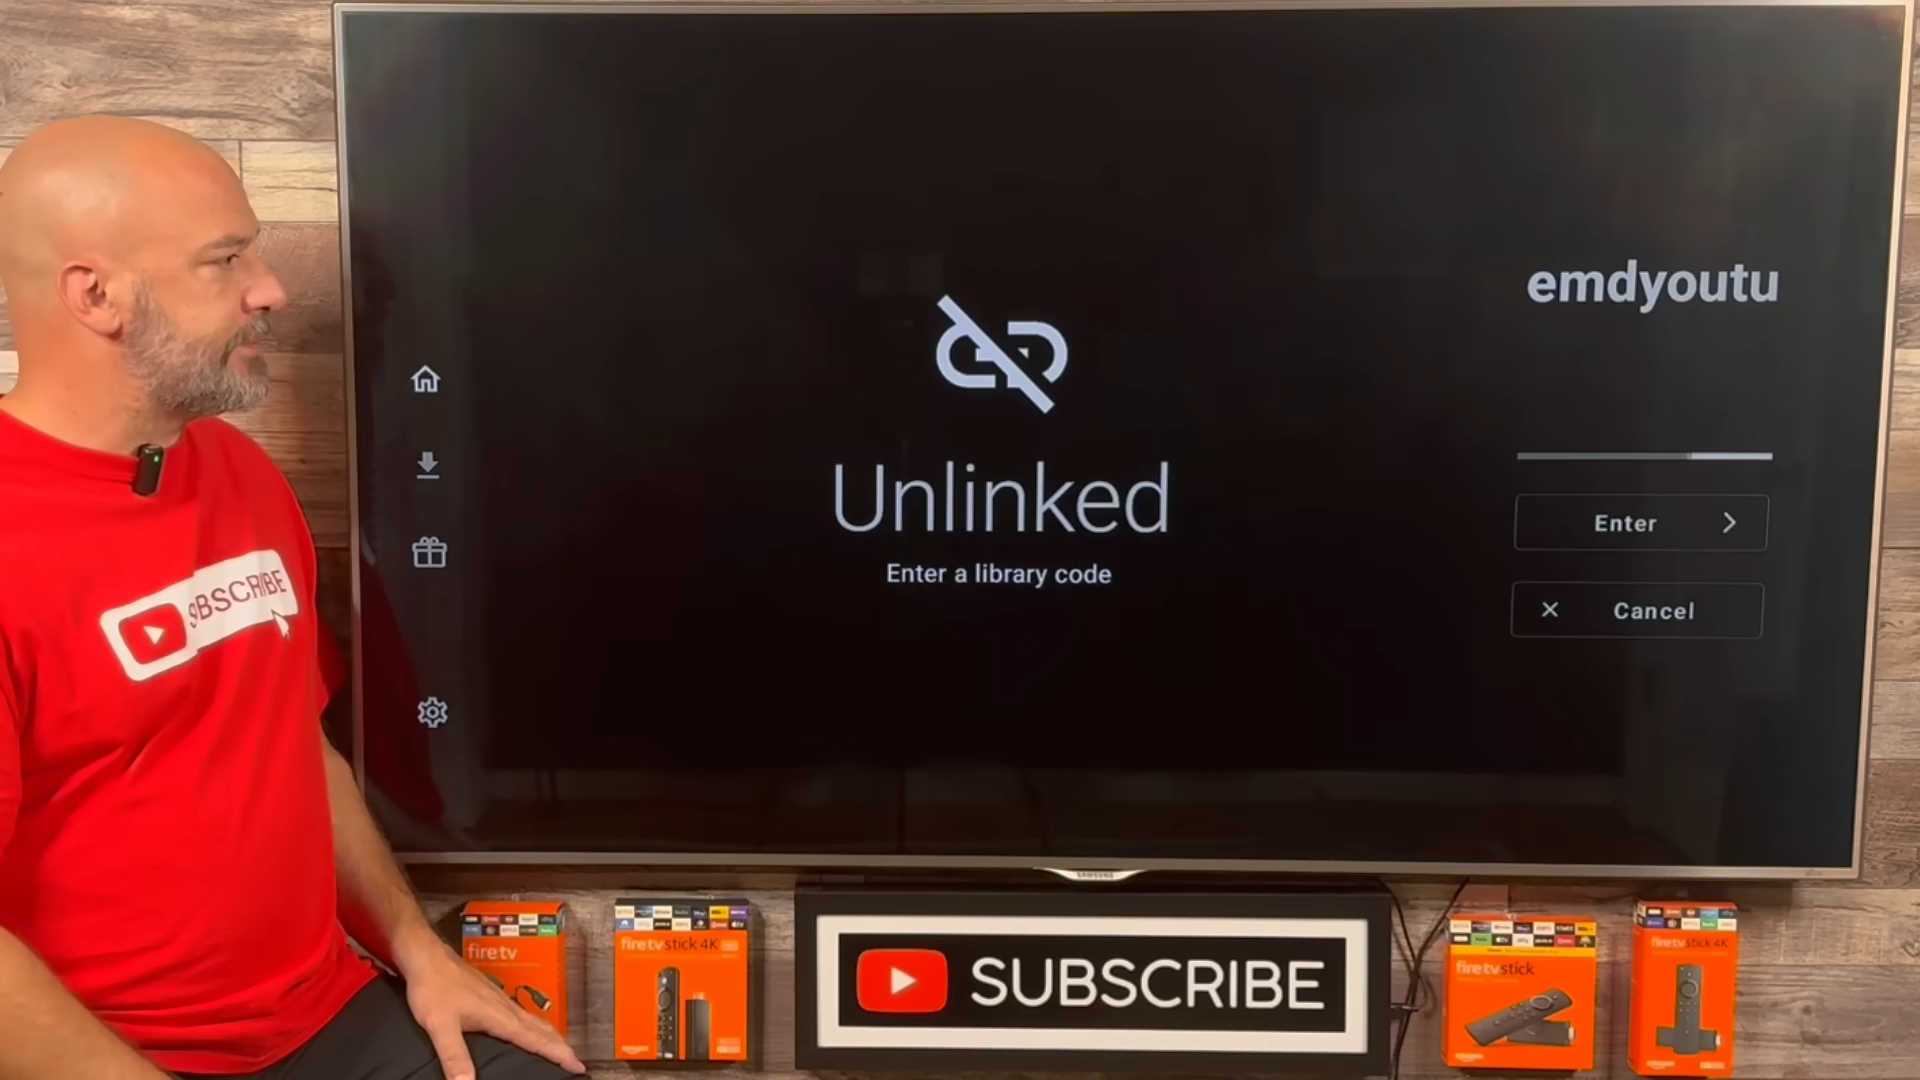 emdyoutu
Unlinked
Enter a library code
Enter
Cancel
SUBSCRIBE
SAMSUNG
fire tv
fire tv stick 4K
SUBSCRIBE
fire tv stick
fire tv stick 4K
amazon